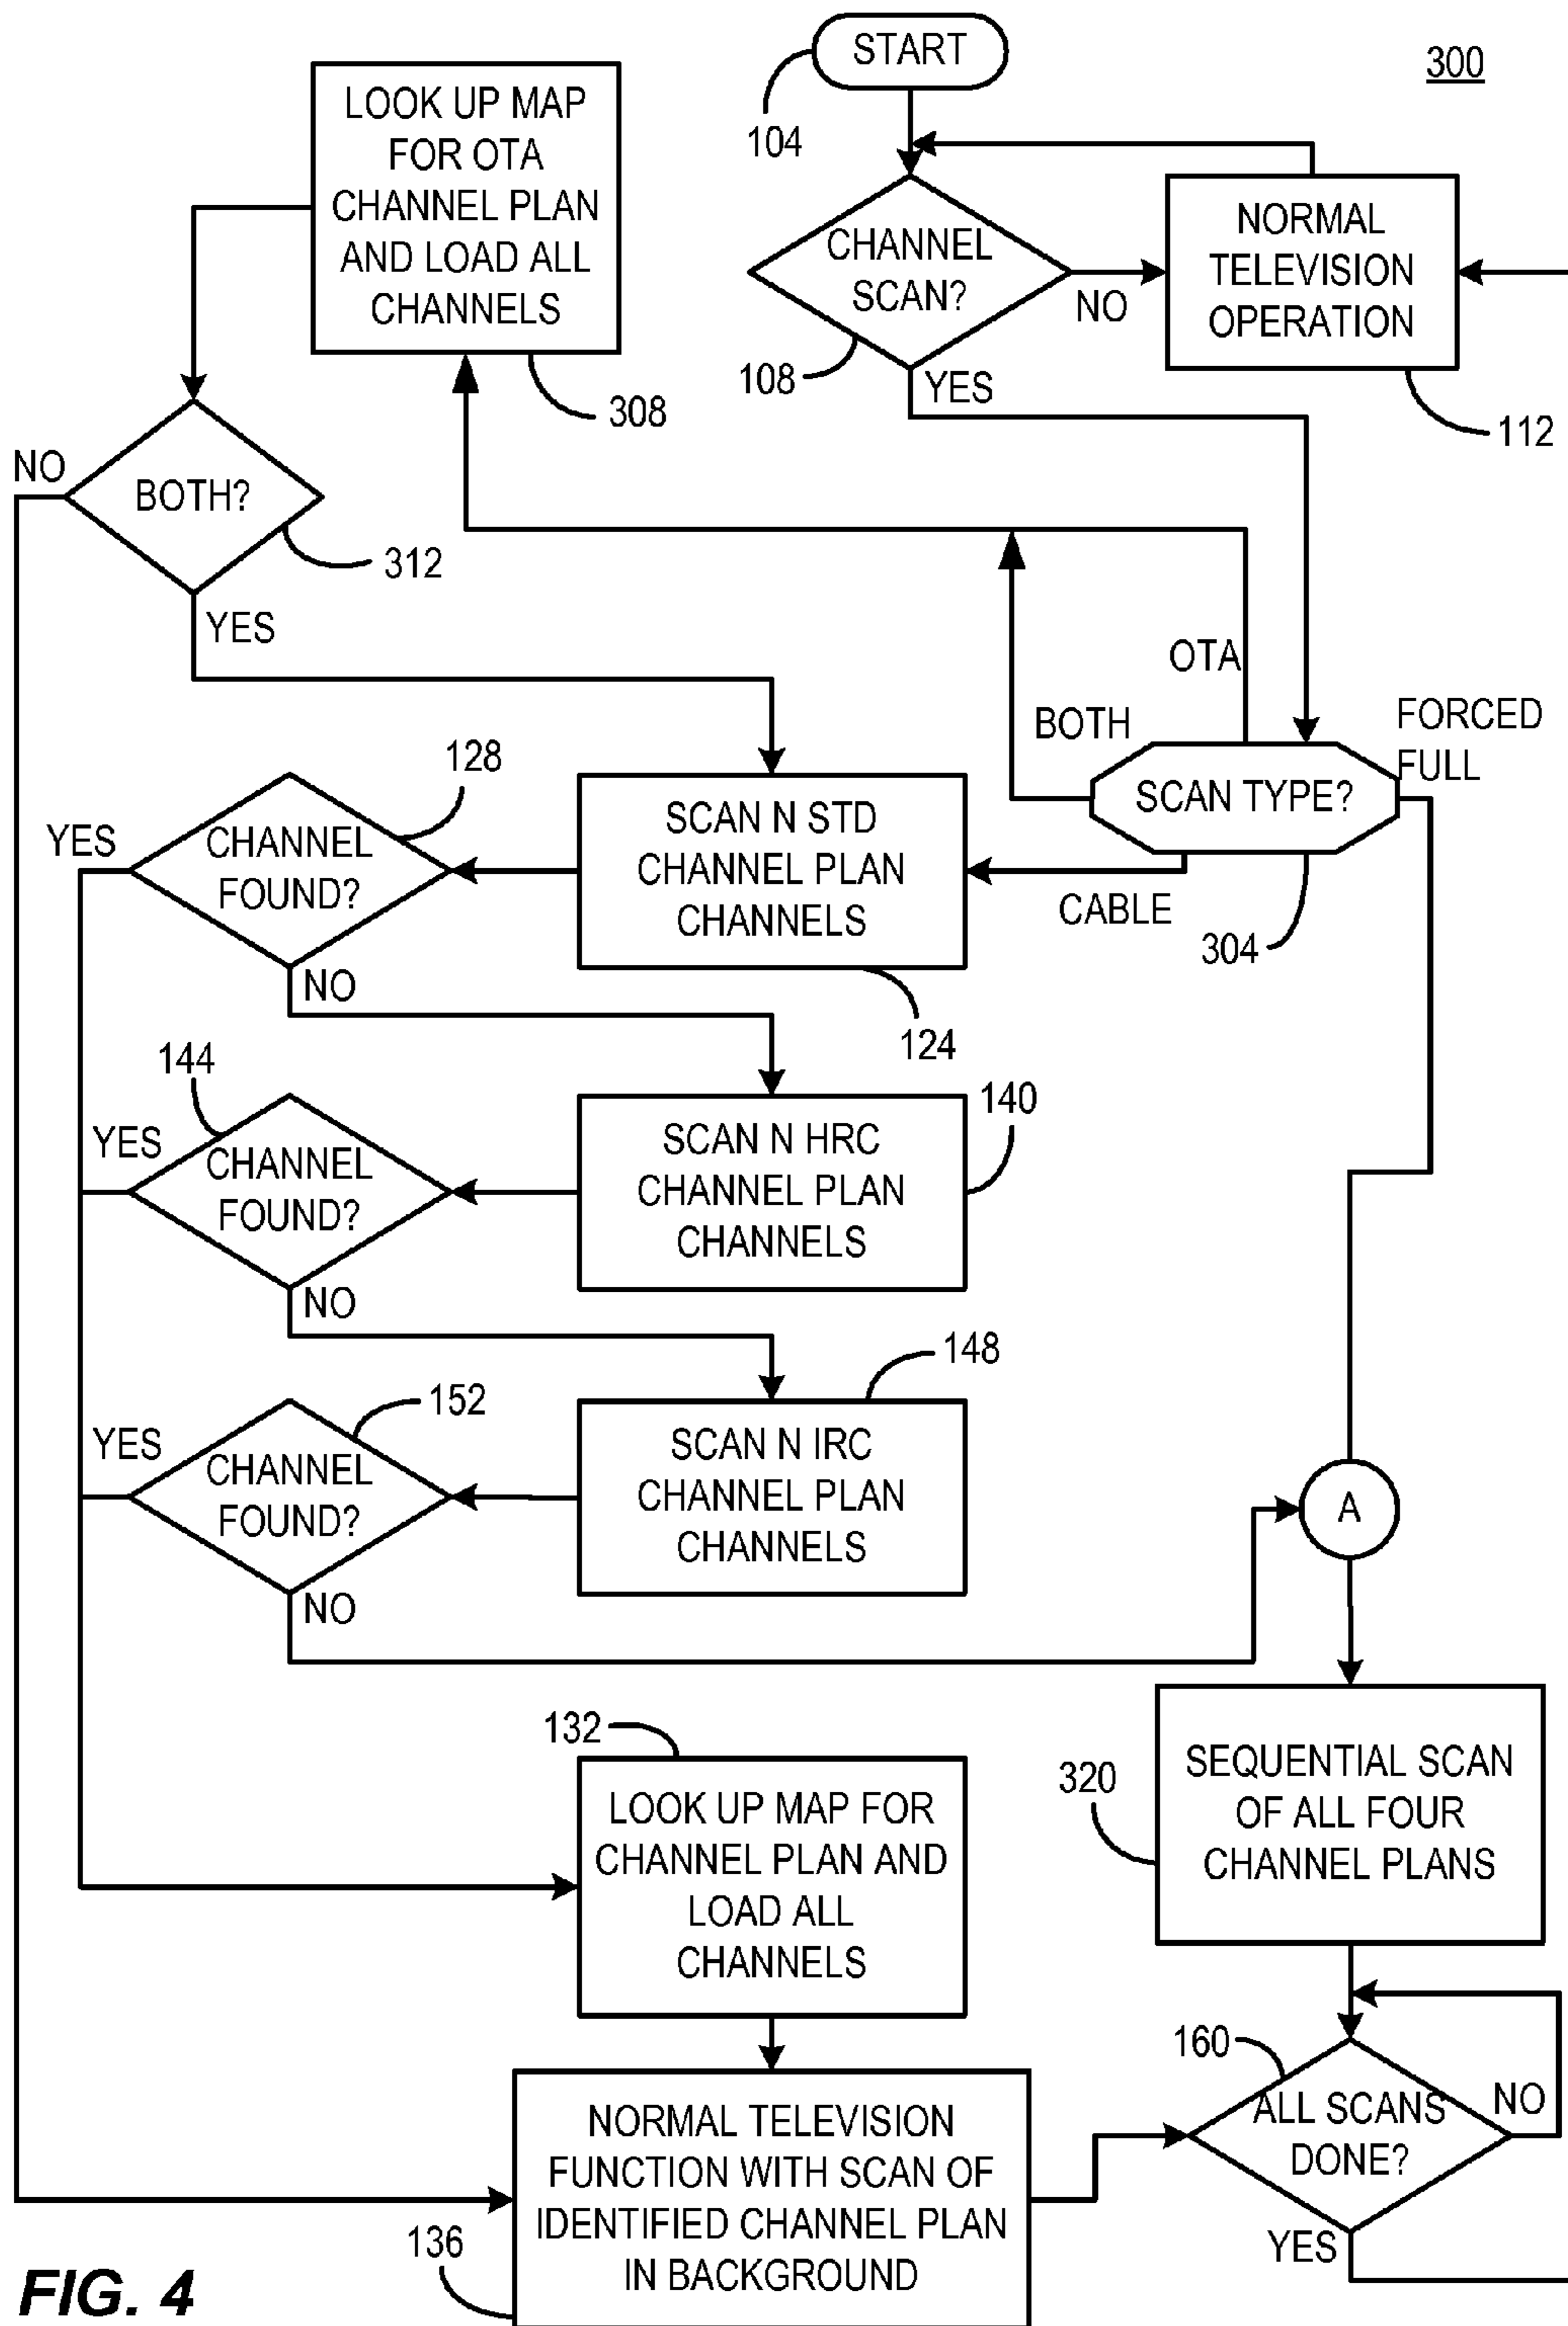 START
300
104
LOOK UP MAP
FOR OTA
CHANNEL PLAN
AND LOAD ALL
CHANNELS
308
CHANNEL
SCAN?
108
NO
YES
NORMAL
TELEVISION
OPERATION
112
NO
BOTH?
312
YES
OTA
BOTH
FORCED
FULL
SCAN TYPE?
304
CABLE
128
YES
CHANNEL
FOUND?
NO
SCAN N STD
CHANNEL PLAN
CHANNELS
124
144
YES
CHANNEL
FOUND?
NO
SCAN N HRC
CHANNEL PLAN
CHANNELS
140
152
YES
CHANNEL
FOUND?
NO
SCAN N IRC
CHANNEL PLAN
CHANNELS
148
A
132
LOOK UP MAP FOR
CHANNEL PLAN AND
LOAD ALL
CHANNELS
320
SEQUENTIAL SCAN
OF ALL FOUR
CHANNEL PLANS
160
ALL SCANS
DONE?
NO
YES
NORMAL TELEVISION
FUNCTION WITH SCAN OF
IDENTIFIED CHANNEL PLAN
IN BACKGROUND
136
FIG. 4